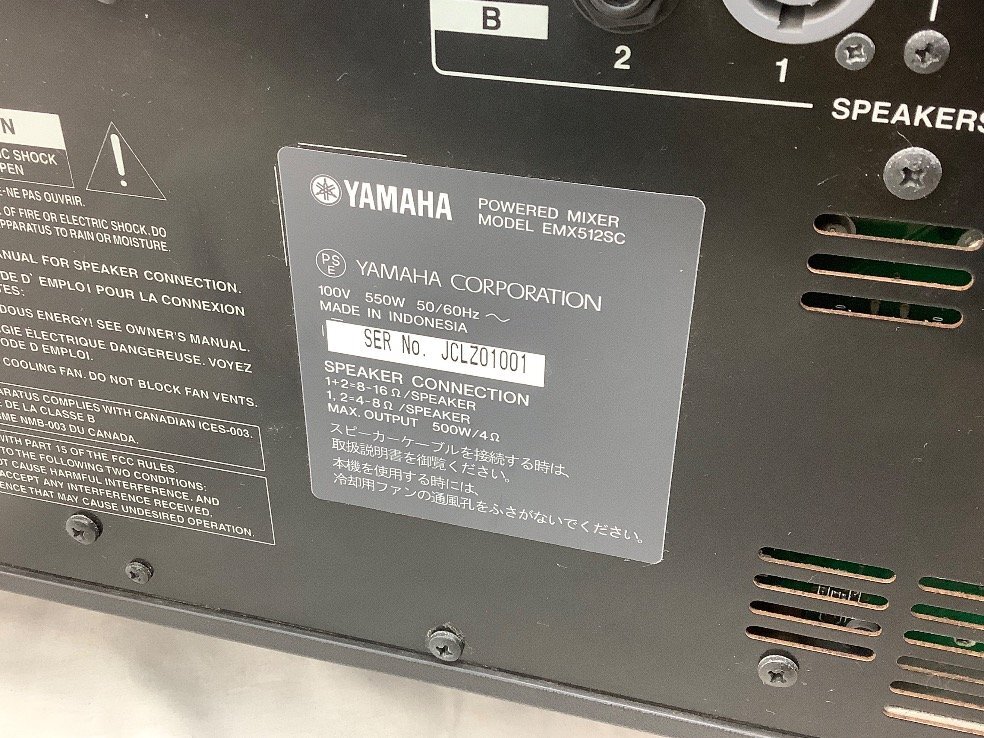 B
2
1
SPEAKERS
N
C SHOCK
PEN
-NE PAS OUVRIR.
OF FIRE OR ELECTRIC SHOCK, DO
APPARATUS TO RAIN OR MOISTURE.
ANUAL FOR SPEAKER CONNECTION.
DE D' EMPLOI POUR LA CONNEXION
TES:
DOUS ENERGY! SEE OWNER'S MANUAL.
GIE ÉLECTRIQUE DANGEREUSE. VOYEZ
ODE D EMPLOI.
COOLING FAN. DO NOT BLOCK FAN VENTS.
ARATUS COMPLIES WITH CANADIAN ICES-003.
E DE LA CLASSE B
ME NMB-003 DU CANADA.
WITH PART 15 OF THE FCC RULES.
TO THE FOLLOWING TWO CONDITIONS:
OT CAUSE HARMFUL INTERFERENCE, AND
ACCEPT ANY INTERFERENCE RECEIVED,
ENCE THAT MAY CAUSE UNDESIRED OPERATION.
YAMAHA
POWERED MIXER
MODEL EMX512SC
PSE
YAMAHA CORPORATION
100V 550W 50/60Hz ～
MADE IN INDONESIA
SER No. JCLZ01001
SPEAKER CONNECTION
1+2=8-16Ω/SPEAKER
1, 2=4-8Ω/SPEAKER
MAX. OUTPUT 500W/4Ω
スピーカーケーブルを接続する時は、
取扱説明書を御覧ください。
本機を使用する時には、
冷却用ファンの通風孔をふさがないでください。